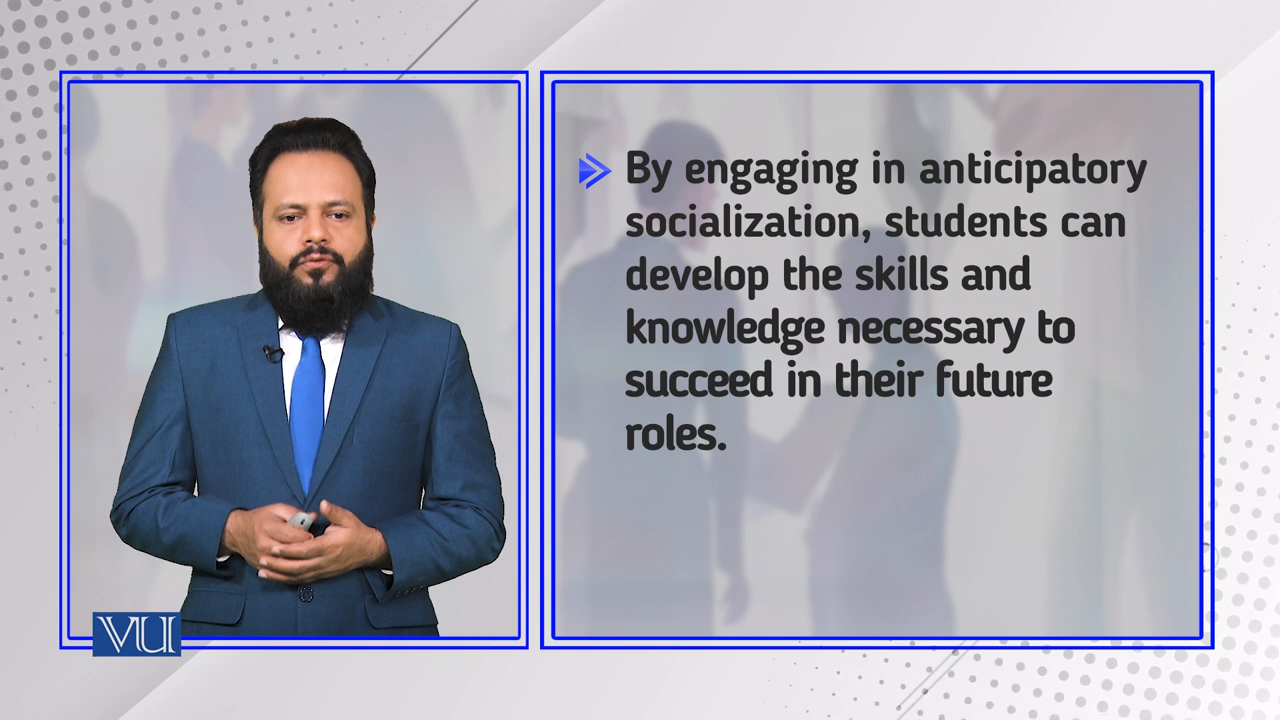 By engaging in anticipatory
socialization, students can
develop the skills and
knowledge necessary to
succeed in their future
roles.
VU